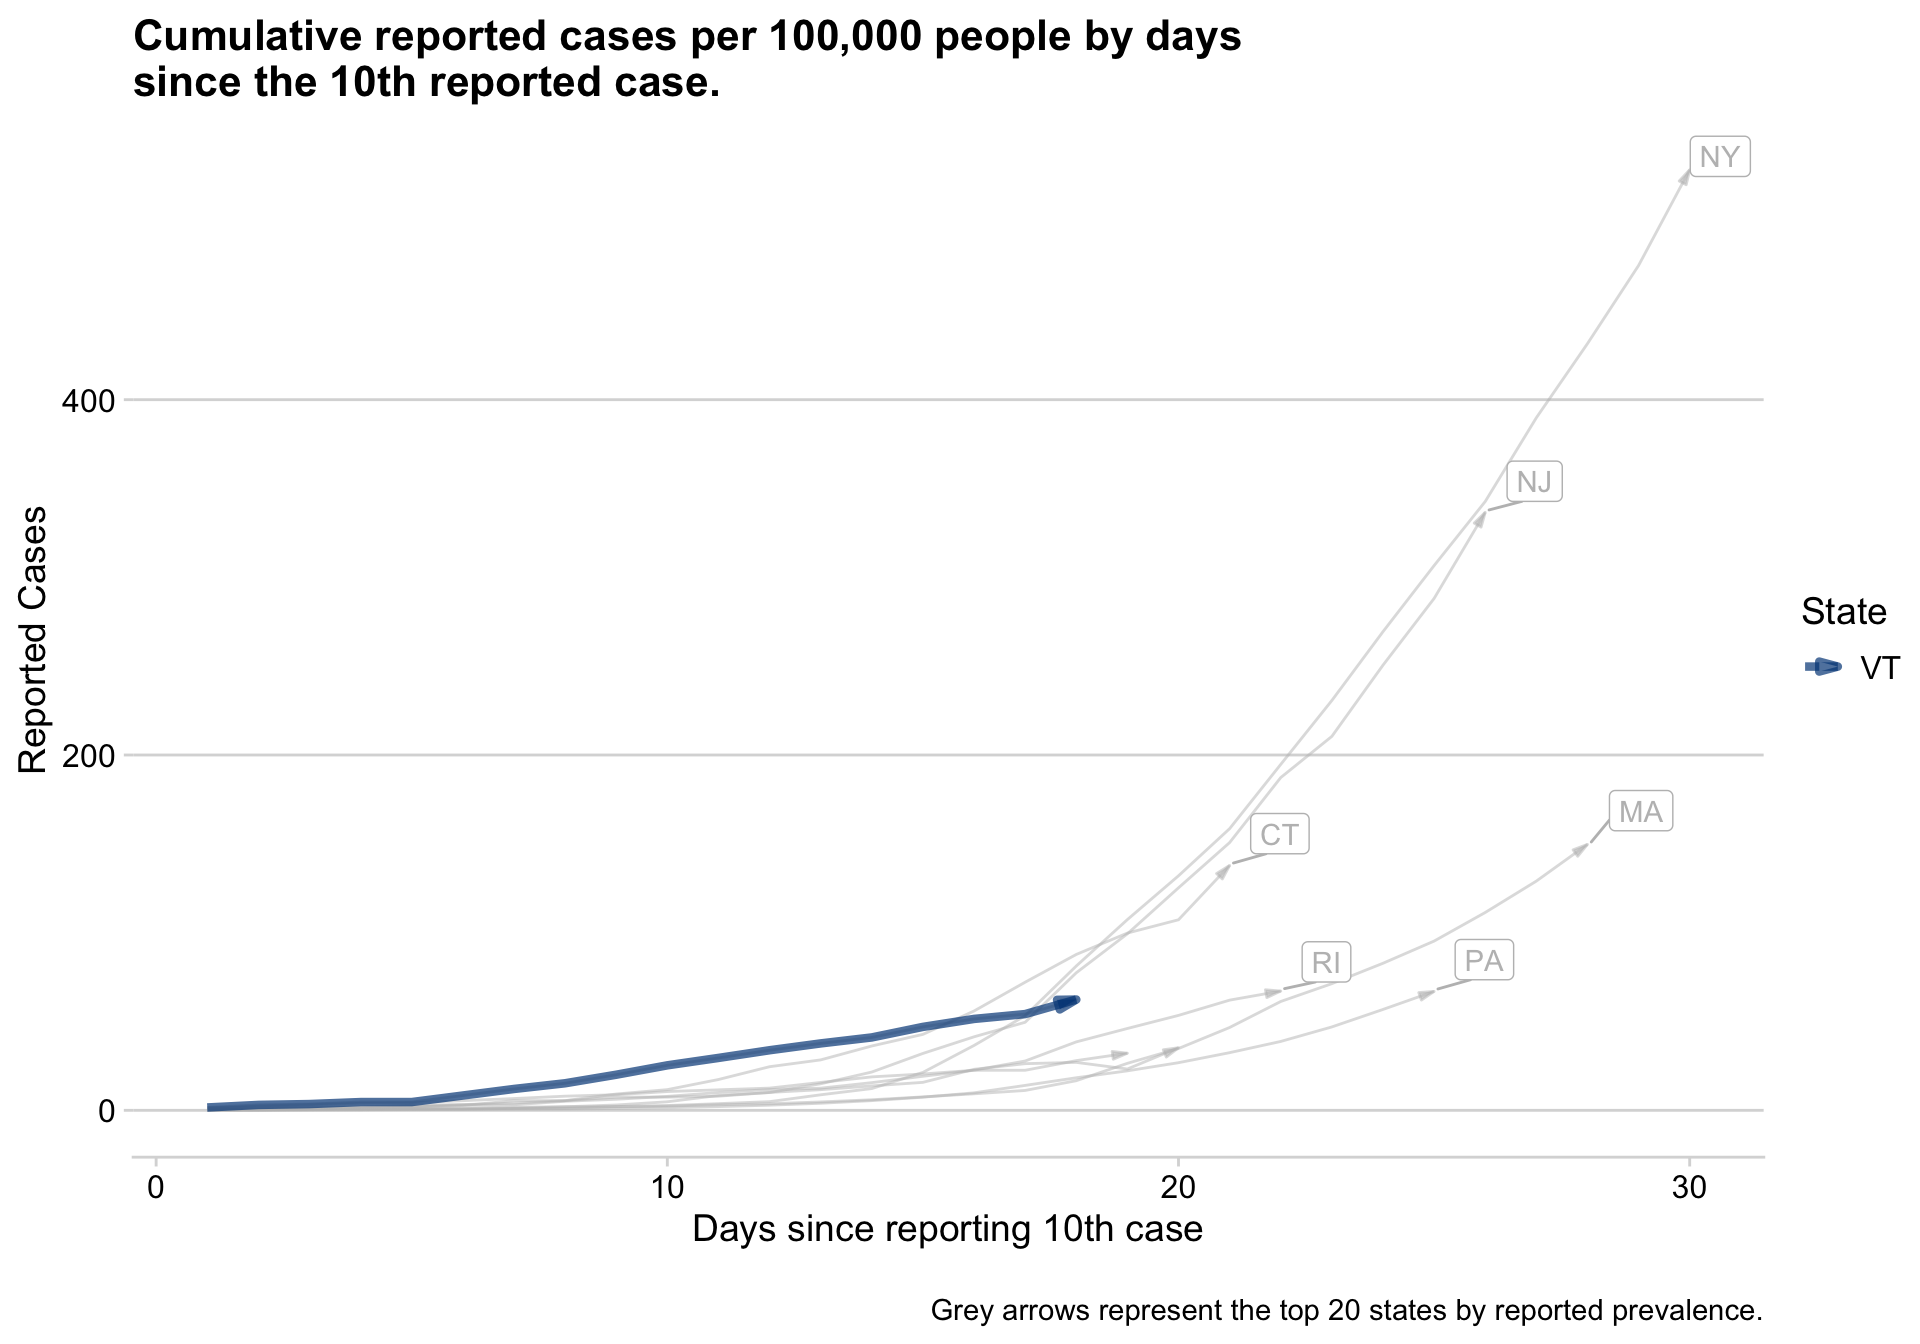 Cumulative reported cases per 100,000 people by days
since the 10th reported case.
NY
400
NJ
Reported Cases
State
VT
200
MA
CT
RI
PA
0
0
10
20
30
Days since reporting 10th case
Grey arrows represent the top 20 states by reported prevalence.